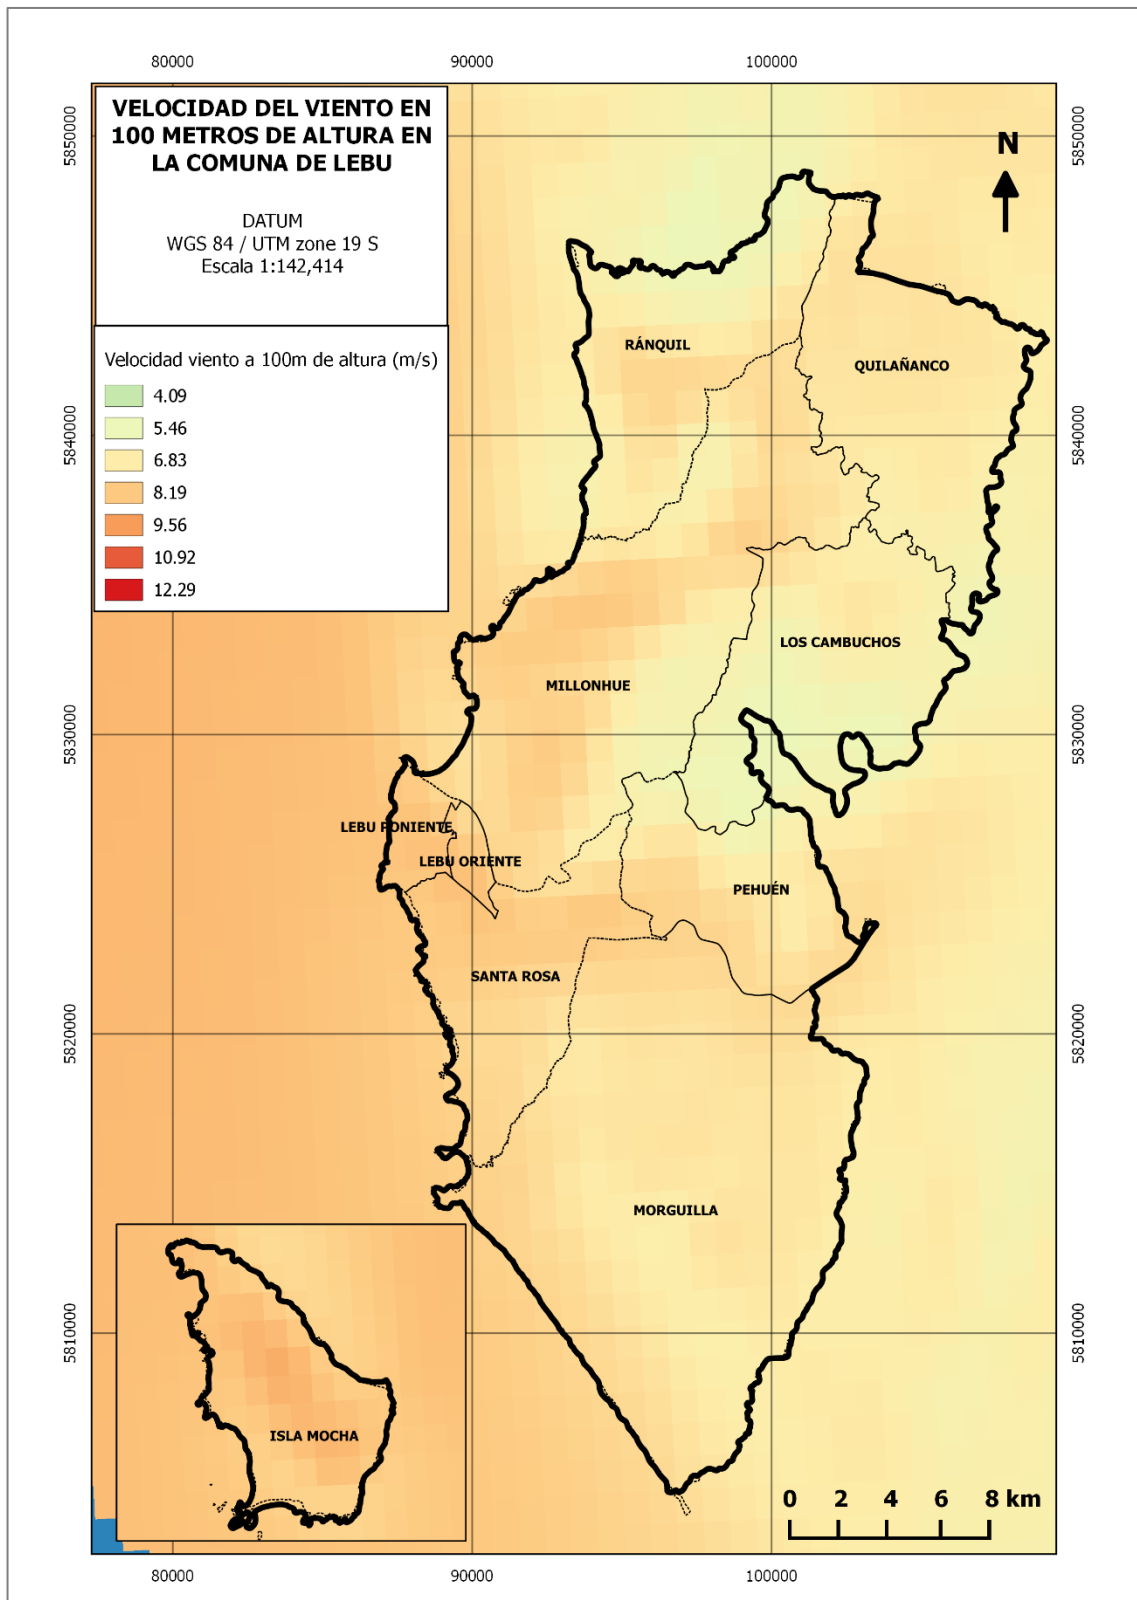 80000
90000
100000
VELOCIDAD DEL VIENTO EN
100 METROS DE ALTURA EN
LA COMUNA DE LEBU
DATUM
WGS 84 / UTM zone 19 S
Escala 1:142,414
N
5850000
5850000
Velocidad viento a 100m de altura (m/s)
4.09
5.46
6.83
8.19
9.56
10.92
12.29
RÁNQUIL
QUILAÑANCO
5840000
5840000
LOS CAMBUCHOS
MILLONHUE
5830000
5830000
LEBU PONIENTE
LEBU ORIENTE
PEHUÉN
SANTA ROSA
5820000
5820000
MORGUILLA
5810000
5810000
ISLA MOCHA
0 2 4 6 8 km
80000
90000
100000